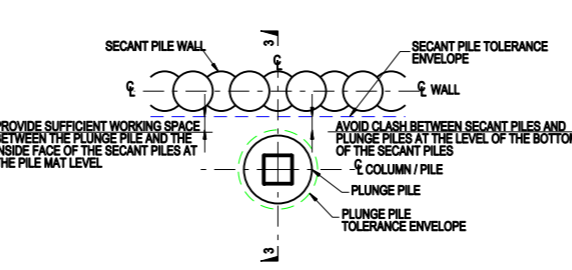 3
SECANT PILE WALL
SECANT PILE TOLERANCE
ENVELOPE
℄
℄
℄ WALL
PROVIDE SUFFICIENT WORKING SPACE
BETWEEN THE PLUNGE PILE AND THE
INSIDE FACE OF THE SECANT PILES AT
THE PILE MAT LEVEL
AVOID CLASH BETWEEN SECANT PILES AND
PLUNGE PILES AT THE LEVEL OF THE BOTTOM
OF THE SECANT PILES
℄ COLUMN / PILE
PLUNGE PILE
PLUNGE PILE
TOLERANCE ENVELOPE
3